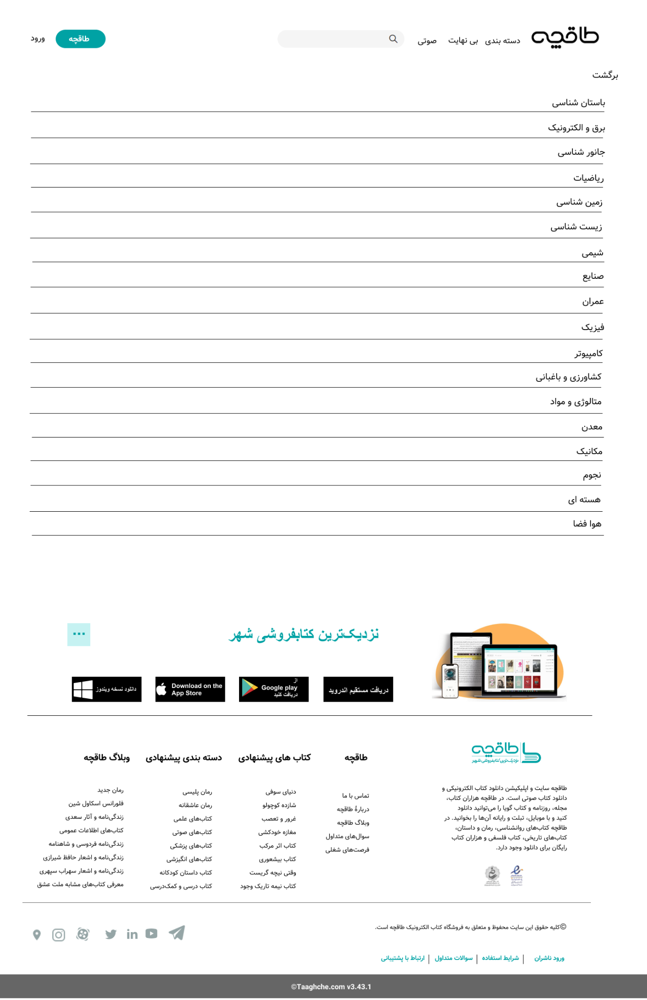 طاقچه
دسته بندی
بی نهایت
صوتی
طاقچه
ورود
برگشت
باستان شناسی
برق و الکترونیک
جانور شناسی
ریاضیات
زمین شناسی
زیست شناسی
شیمی
صنایع
عمران
فیزیک
کامپیوتر
کشاورزی و باغبانی
متالوژی و مواد
معدن
مکانیک
نجوم
هسته ای
هوا فضا
نزدیک‌ترین کتابفروشی شهر
...
دریافت مستقیم اندروید
از
Google play
دریافت کنید
Download on the
App Store
دانلود نسخه ویندوز
طاقچه
نزدیک‌ترین کتابفروشی شهر
طاقچه سایت و اپلیکیشن دانلود کتاب الکترونیکی و
دانلود کتاب صوتی است. در طاقچه هزاران کتاب،
مجله، روزنامه و کتاب گویا را می‌توانید دانلود
کنید و با موبایل، تبلت و رایانه آن‌ها را بخوانید. در
طاقچه کتاب‌های روانشناسی، رمان و داستان،
کتاب‌های تاریخی، کتاب فلسفی و هزاران کتاب
رایگان برای دانلود وجود دارد.
طاقچه
تماس با ما
دربارهٔ طاقچه
وبلاگ طاقچه
سوال‌های متداول
فرصت‌های شغلی
کتاب های پیشنهادی
دنیای سوفی
شازده کوچولو
غرور و تعصب
مغازه خودکشی
کتاب اثر مرکب
کتاب بیشعوری
وقتی نیچه گریست
کتاب نیمه تاریک وجود
دسته بندی پیشنهادی
رمان پلیسی
رمان عاشقانه
کتاب‌های علمی
کتاب‌های صوتی
کتاب‌های پزشکی
کتاب‌های انگیزشی
کتاب داستان کودکانه
کتاب درسی و کمک‌درسی
وبلاگ طاقچه
رمان جدید
فلورانس اسکاول شین
زندگی‌نامه و آثار سعدی
کتاب‌های اطلاعات عمومی
زندگی‌نامه فردوسی و شاهنامه
زندگی‌نامه و اشعار حافظ شیرازی
زندگی‌نامه و اشعار سهراب سپهری
معرفی کتاب‌های مشابه ملت عشق
©کلیه حقوق این سایت محفوظ و متعلق به فروشگاه کتاب الکترونیک طاقچه است.
ورود ناشران
شرایط استفاده
سوالات متداول
ارتباط با پشتیبانی
©Taaghche.com v3.43.1